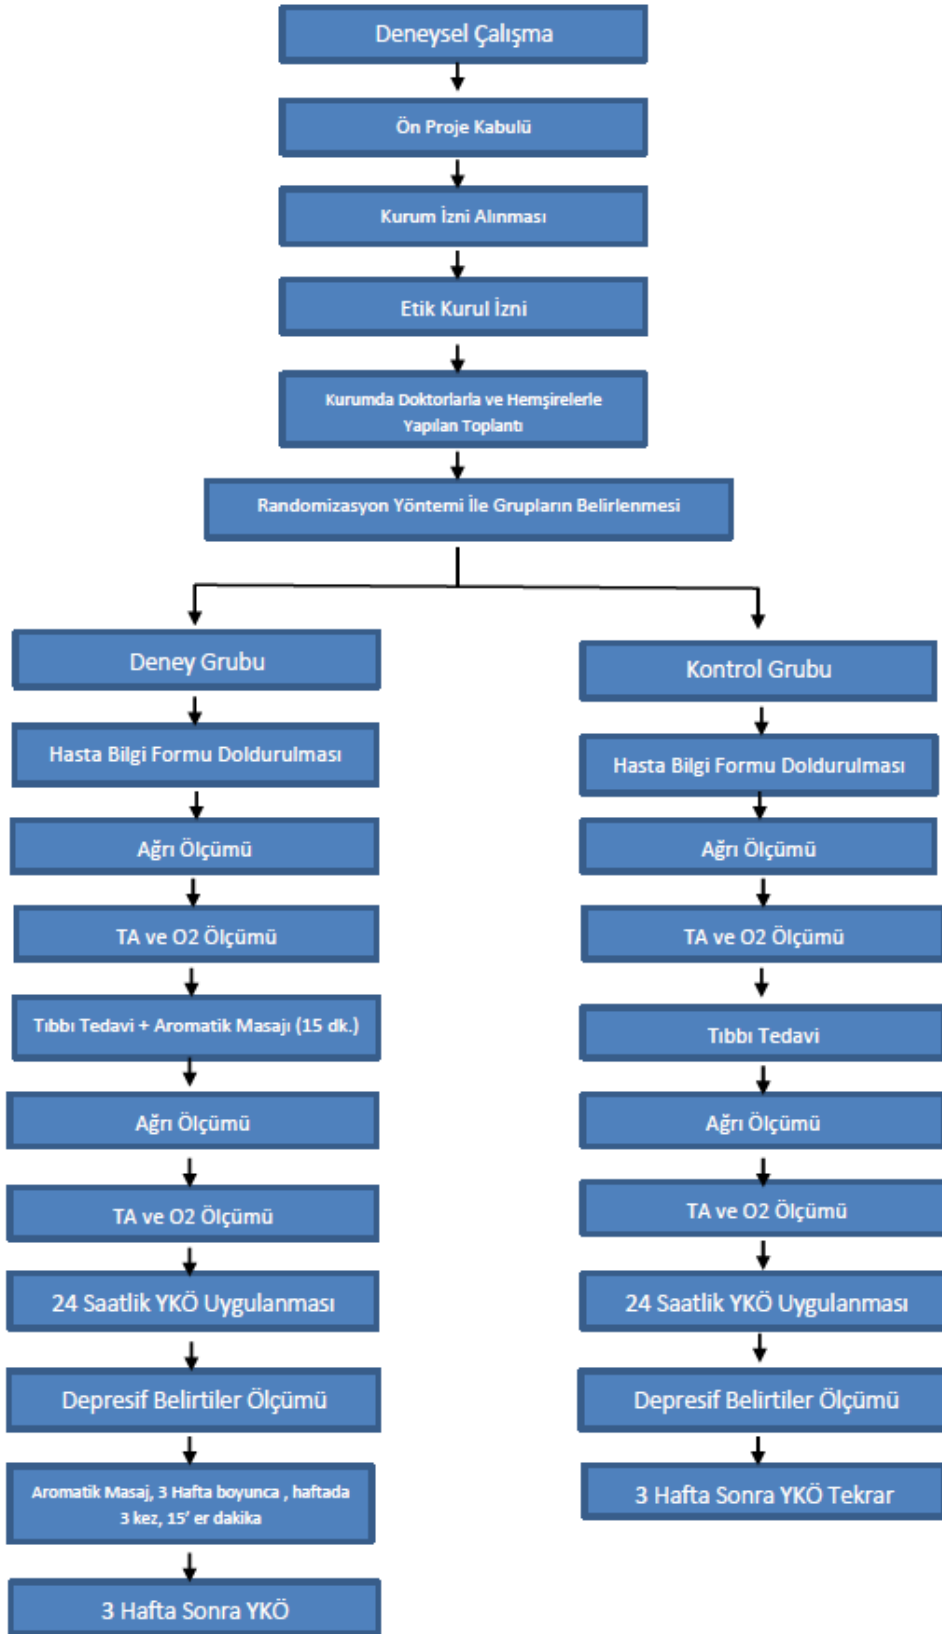 Deneysel Çalışma
Ön Proje Kabulü
Kurum İzni Alınması
Etik Kurul İzni
Kurumda Doktorlarla ve Hemşirelerle
Yapılan Toplantı
Randomizasyon Yöntemi İle Grupların Belirlenmesi
Deney Grubu
Hasta Bilgi Formu Doldurulması
Ağrı Ölçümü
TA ve O2 Ölçümü
Tıbbı Tedavi + Aromatik Masajı (15 dk.)
Ağrı Ölçümü
TA ve O2 Ölçümü
24 Saatlik YKÖ Uygulanması
Depresif Belirtiler Ölçümü
Aromatik Masaj, 3 Hafta boyunca , haftada
3 kez, 15’ er dakika
3 Hafta Sonra YKÖ
Kontrol Grubu
Hasta Bilgi Formu Doldurulması
Ağrı Ölçümü
TA ve O2 Ölçümü
Tıbbı Tedavi
Ağrı Ölçümü
TA ve O2 Ölçümü
24 Saatlik YKÖ Uygulanması
Depresif Belirtiler Ölçümü
3 Hafta Sonra YKÖ Tekrar